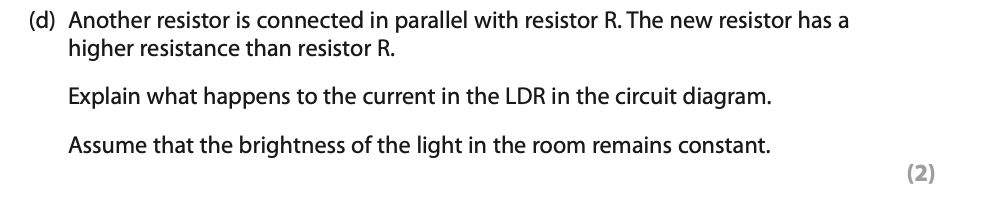 (d) Another resistor is connected in parallel with resistor R. The new resistor has a
higher resistance than resistor R.
Explain what happens to the current in the LDR in the circuit diagram.
Assume that the brightness of the light in the room remains constant.
(2)